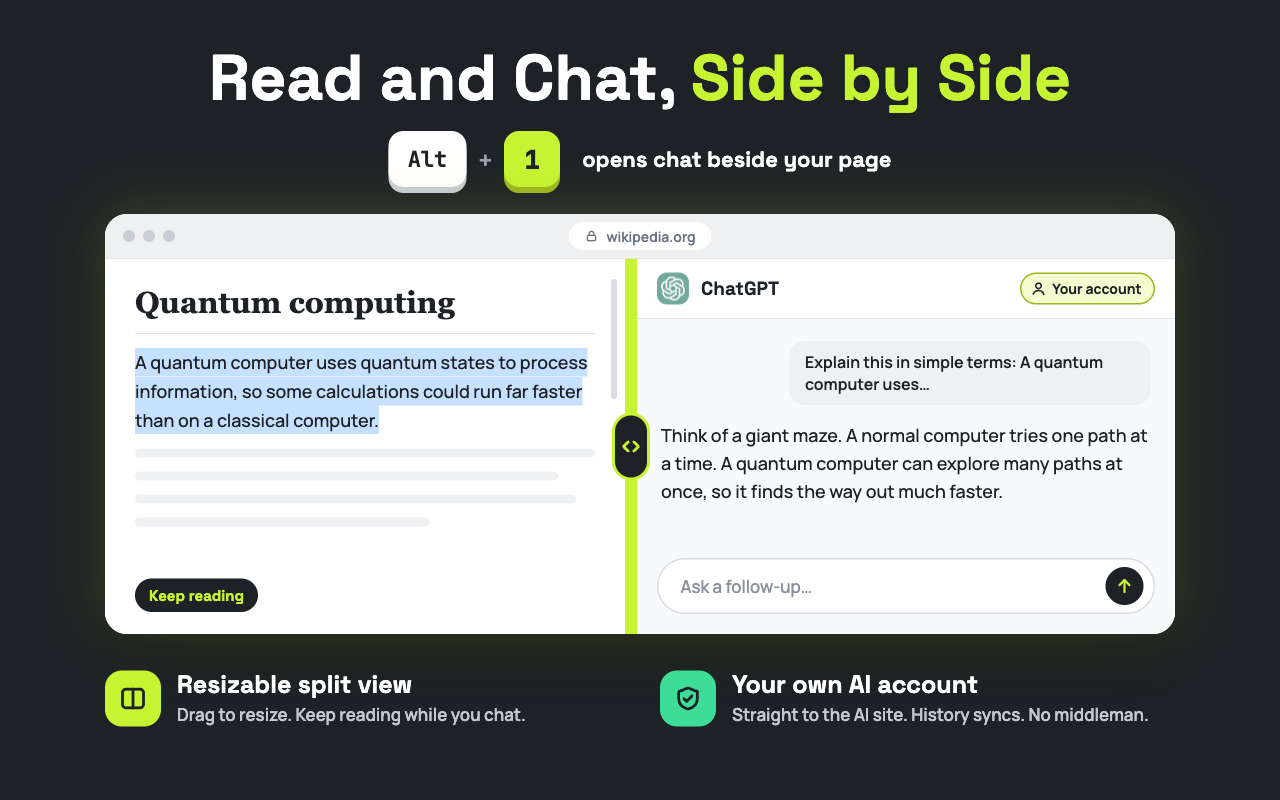 Read and Chat, Side by Side
Alt + 1 opens chat beside your page
wikipedia.org
Quantum computing
A quantum computer uses quantum states to process
information, so some calculations could run far faster
than on a classical computer.
Keep reading
ChatGPT
Your account
Explain this in simple terms: A quantum
computer uses…
Think of a giant maze. A normal computer tries one path at
a time. A quantum computer can explore many paths at
once, so it finds the way out much faster.
Ask a follow-up…
Resizable split view
Drag to resize. Keep reading while you chat.
Your own AI account
Straight to the AI site. History syncs. No middleman.